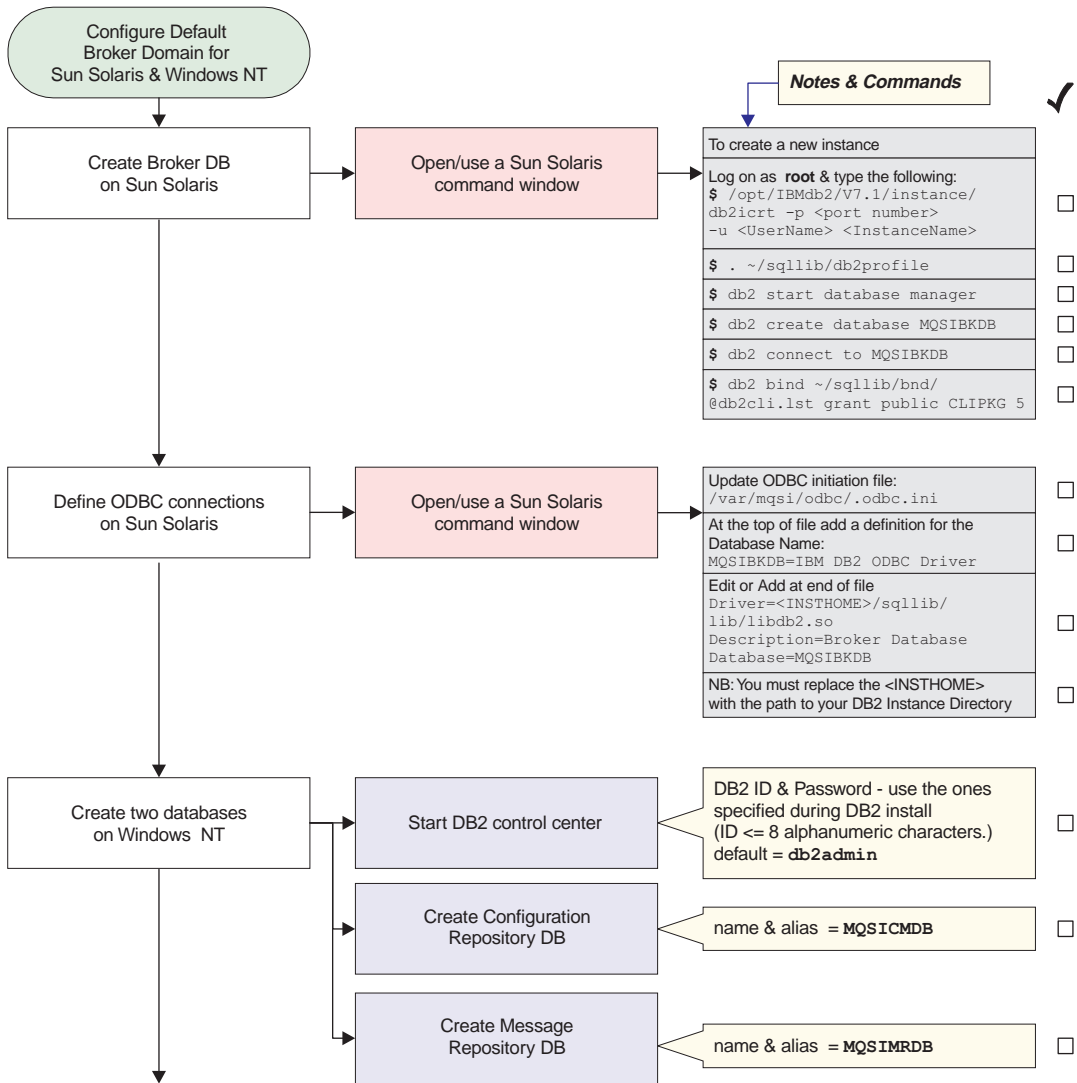 Configure Default
Broker Domain for
Sun Solaris & Windows NT
Notes & Commands
Create Broker DB
on Sun Solaris
Open/use a Sun Solaris
command window
To create a new instance
Log on as root & type the following:
$ /opt/IBMdb2/V7.1/instance/
db2icrt -p <port number>
-u <UserName> <InstanceName>
$ . ~/sqllib/db2profile
$ db2 start database manager
$ db2 create database MQSIBKDB
$ db2 connect to MQSIBKDB
$ db2 bind ~/sqllib/bnd/
@db2cli.lst grant public CLIPKG 5
Define ODBC connections
on Sun Solaris
Open/use a Sun Solaris
command window
Update ODBC initiation file:
/var/mqsi/odbc/.odbc.ini
At the top of file add a definition for the
Database Name:
MQSIBKDB=IBM DB2 ODBC Driver
Edit or Add at end of file
Driver=<INSTHOME>/sqllib/
lib/libdb2.so
Description=Broker Database
Database=MQSIBKDB
NB: You must replace the <INSTHOME>
with the path to your DB2 Instance Directory
Create two databases
on Windows NT
Start DB2 control center
DB2 ID & Password - use the ones
specified during DB2 install
(ID <= 8 alphanumeric characters.)
default = db2admin
Create Configuration
Repository DB
name & alias = MQSICMDB
Create Message
Repository DB
name & alias = MQSIMRDB